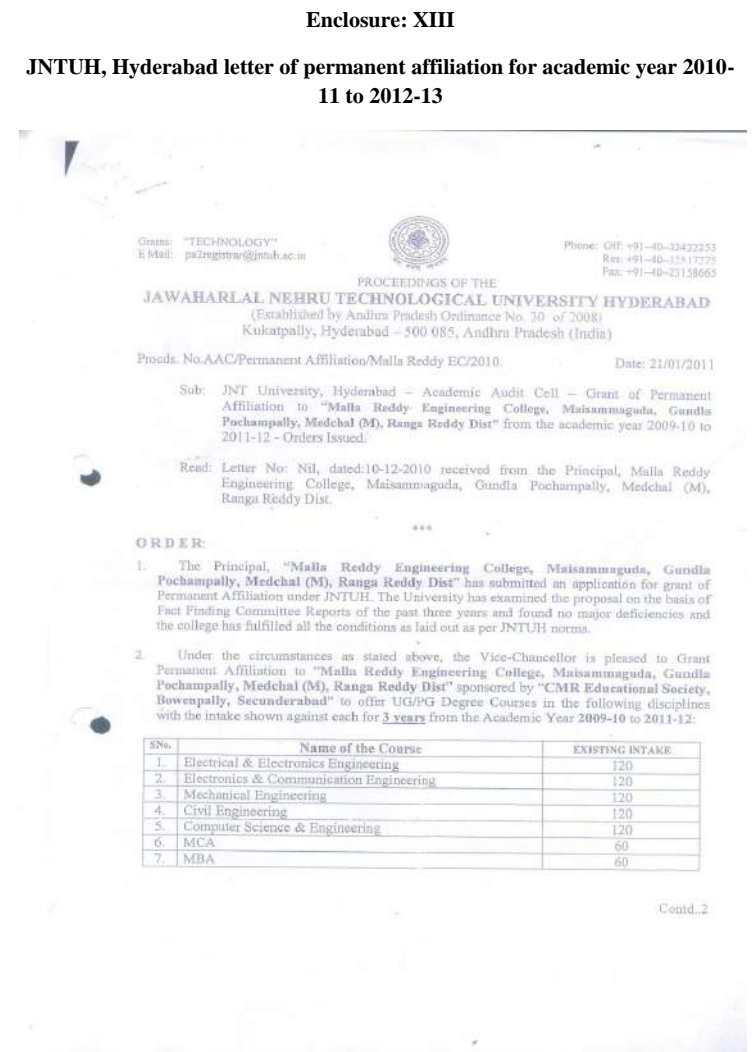 Enclosure: XIII
JNTUH, Hyderabad letter of permanent affiliation for academic year 2010-
11 to 2012-13
Grams: "TECHNOLOGY"
E Mail: pa2registrar@jntuh.ac.in
Phone: Off: +91–40–32422253
Res: +91–40–32517275
Fax: +91–40–23158665
PROCEEDINGS OF THE
JAWAHARLAL NEHRU TECHNOLOGICAL UNIVERSITY HYDERABAD
(Established by Andhra Pradesh Ordinance No. 30 of 2008)
Kukatpally, Hyderabad – 500 085, Andhra Pradesh (India)
Procds. No.AAC/Permanent Affiliation/Malla Reddy EC/2010. Date: 21/01/2011
Sub: JNT University, Hyderabad – Academic Audit Cell – Grant of Permanent
Affiliation to "Malla Reddy Engineering College, Maisammaguda, Gundla
Pochampally, Medchal (M), Ranga Reddy Dist" from the academic year 2009-10 to
2011-12 - Orders Issued.
Read: Letter No: Nil, dated:10-12-2010 received from the Principal, Malla Reddy
Engineering College, Maisammaguda, Gundla Pochampally, Medchal (M),
Ranga Reddy Dist.
***
ORDER:
1. The Principal, "Malla Reddy Engineering College, Maisammaguda, Gundla
Pochampally, Medchal (M), Ranga Reddy Dist" has submitted an application for grant of
Permanent Affiliation under JNTUH. The University has examined the proposal on the basis of
Fact Finding Committee Reports of the past three years and found no major deficiencies and
the college has fulfilled all the conditions as laid out as per JNTUH norms.
2. Under the circumstances as stated above, the Vice-Chancellor is pleased to Grant
Permanent Affiliation to "Malla Reddy Engineering College, Maisammaguda, Gundla
Pochampally, Medchal (M), Ranga Reddy Dist" sponsored by "CMR Educational Society,
Bowenpally, Secunderabad" to offer UG/PG Degree Courses in the following disciplines
with the intake shown against each for 3 years from the Academic Year 2009-10 to 2011-12:
SNo. Name of the Course EXISTING INTAKE
1. Electrical & Electronics Engineering 120
2. Electronics & Communication Engineering 120
3. Mechanical Engineering 120
4. Civil Engineering 120
5. Computer Science & Engineering 120
6. MCA 60
7. MBA 60
Contd..2